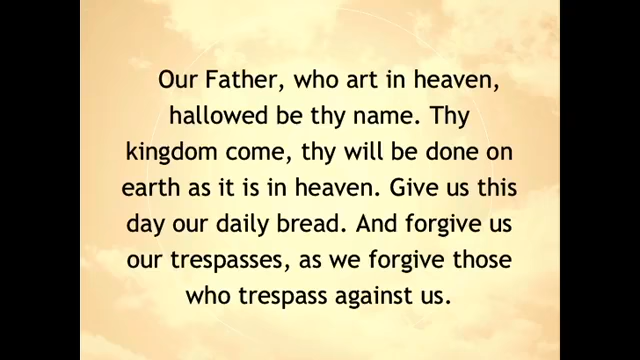 Our Father, who art in heaven,
hallowed be thy name. Thy
kingdom come, thy will be done on
earth as it is in heaven. Give us this
day our daily bread. And forgive us
our trespasses, as we forgive those
who trespass against us.